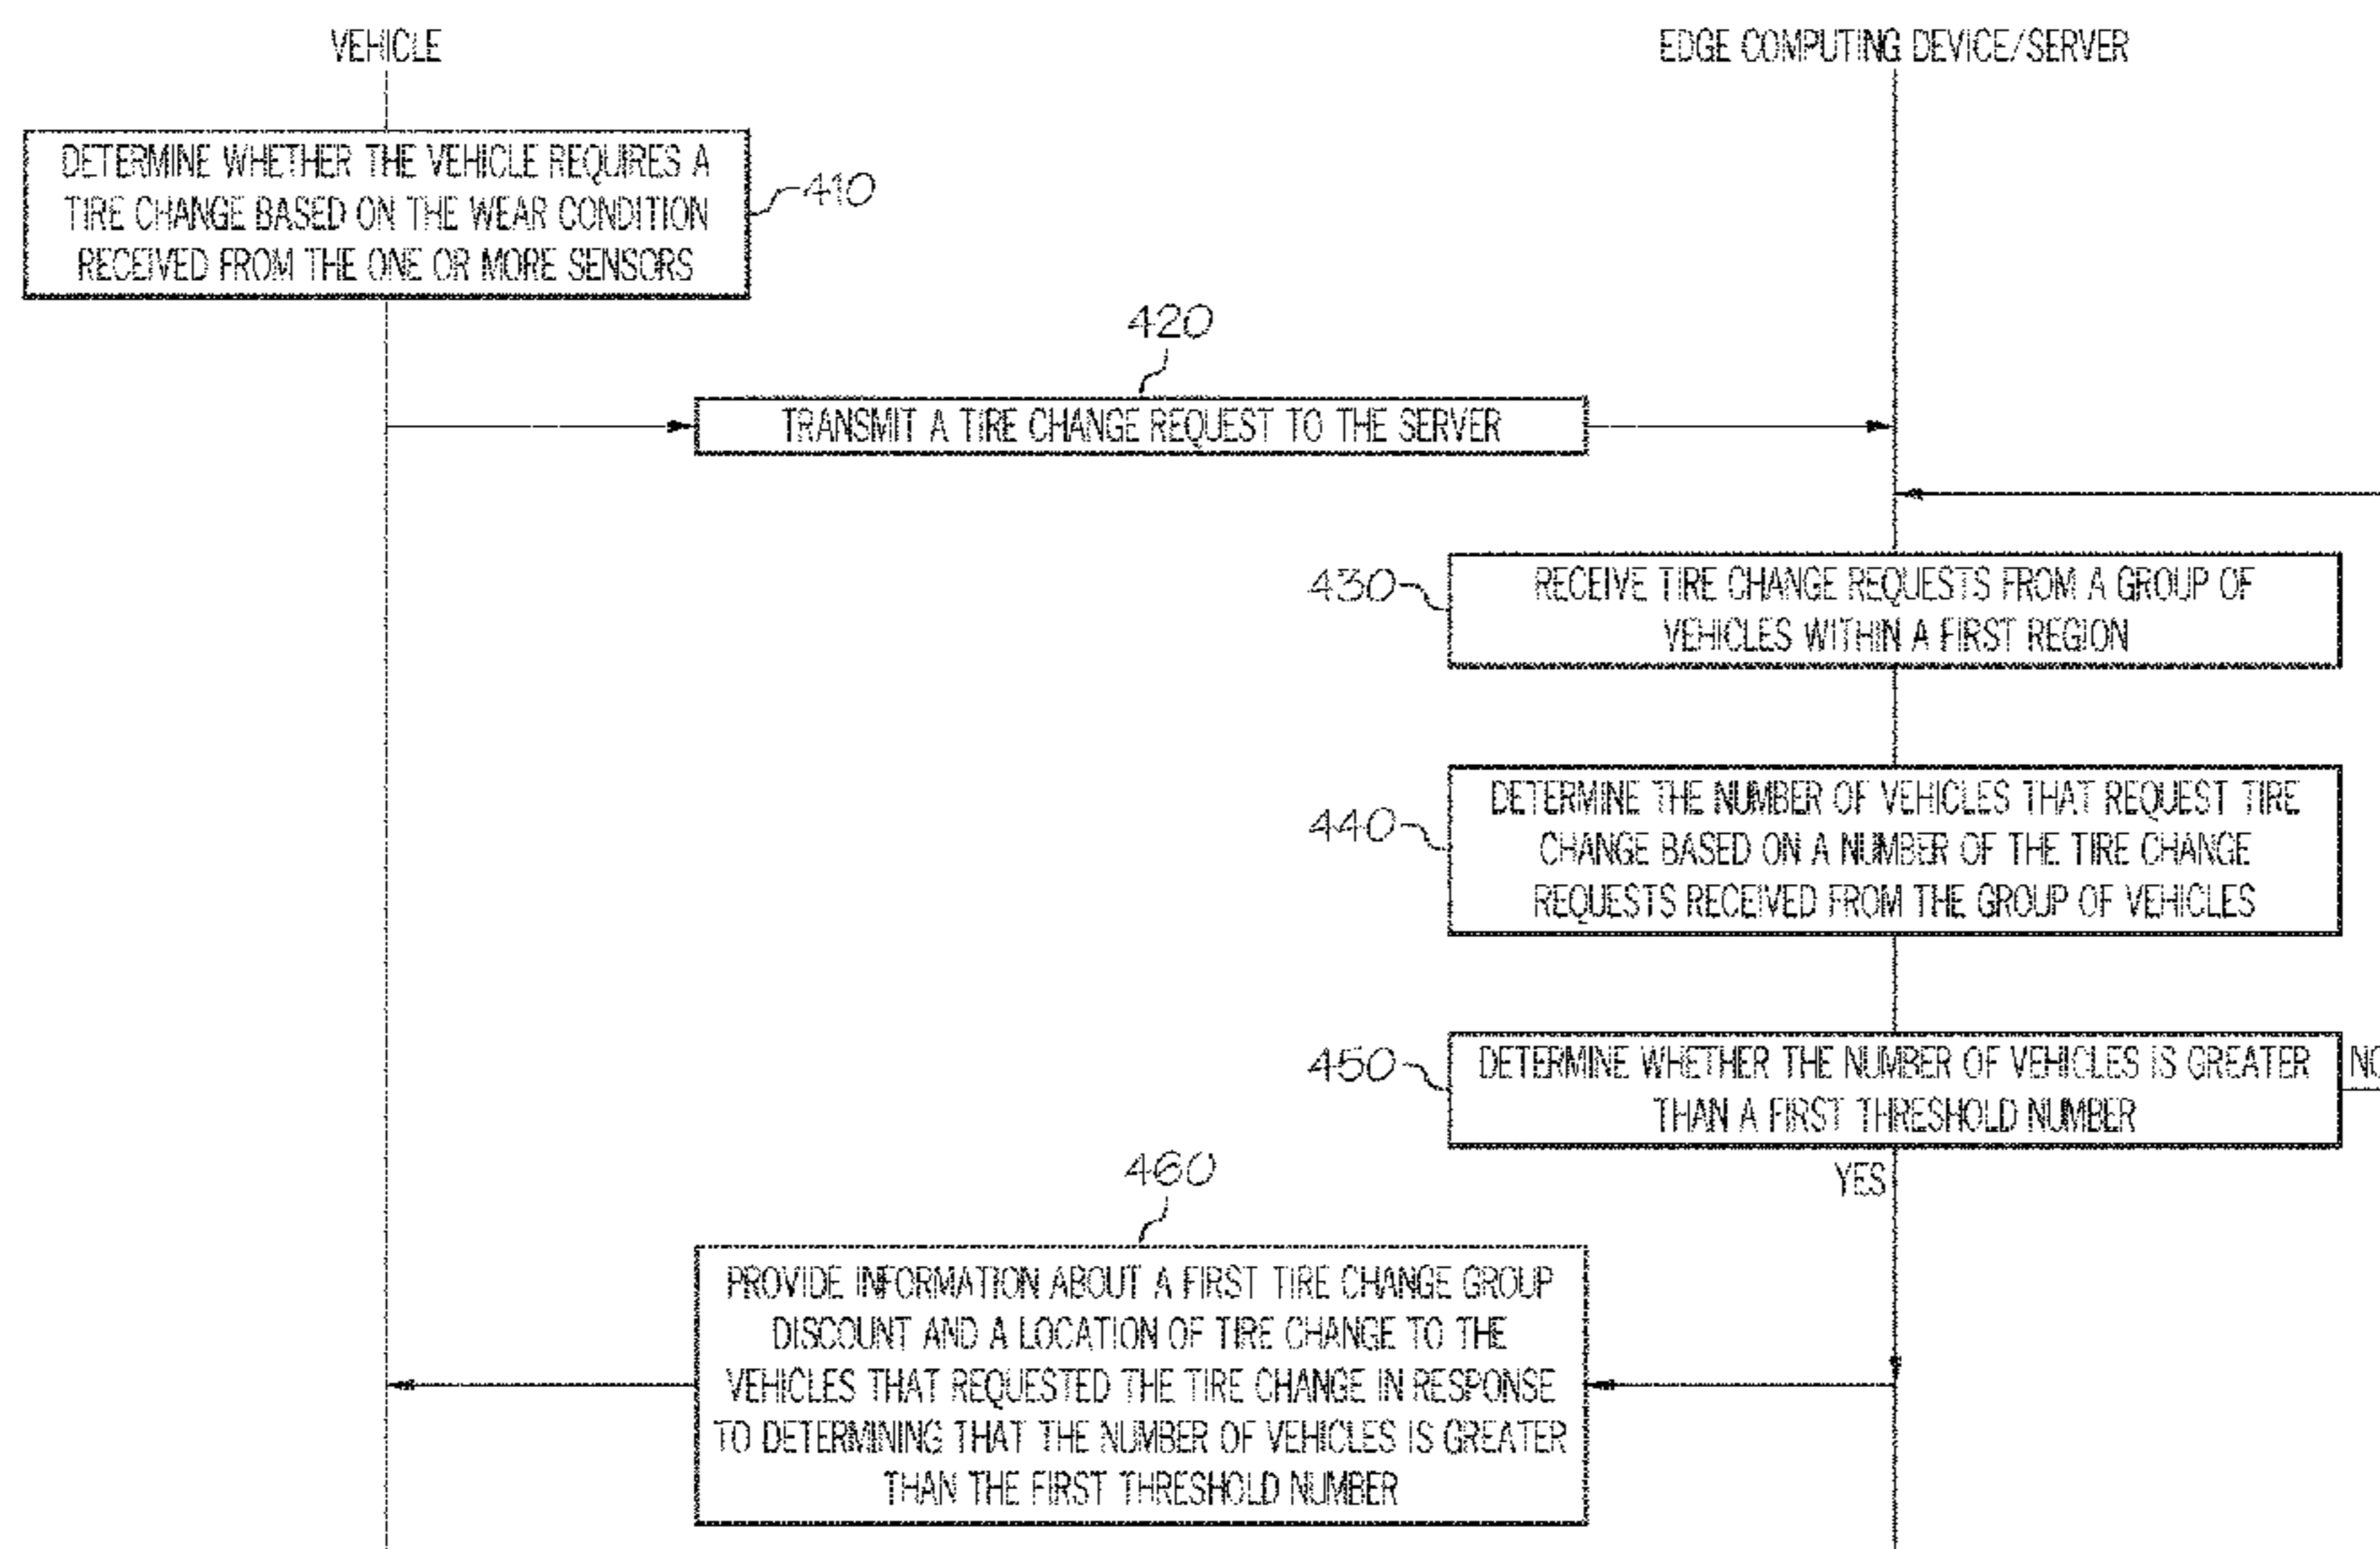 VEHICLE
EDGE COMPUTING DEVICE/SERVER
DETERMINE WHETHER THE VEHICLE REQUIRES A
TIRE CHANGE BASED ON THE WEAR CONDITION
RECEIVED FROM THE ONE OR MORE SENSORS
410
420
TRANSMIT A TIRE CHANGE REQUEST TO THE SERVER
430
RECEIVE TIRE CHANGE REQUESTS FROM A GROUP OF
VEHICLES WITHIN A FIRST REGION
440
DETERMINE THE NUMBER OF VEHICLES THAT REQUEST TIRE
CHANGE BASED ON A NUMBER OF THE TIRE CHANGE
REQUESTS RECEIVED FROM THE GROUP OF VEHICLES
450
DETERMINE WHETHER THE NUMBER OF VEHICLES IS GREATER
THAN A FIRST THRESHOLD NUMBER
NO
YES
460
PROVIDE INFORMATION ABOUT A FIRST TIRE CHANGE GROUP
DISCOUNT AND A LOCATION OF TIRE CHANGE TO THE
VEHICLES THAT REQUESTED THE TIRE CHANGE IN RESPONSE
TO DETERMINING THAT THE NUMBER OF VEHICLES IS GREATER
THAN THE FIRST THRESHOLD NUMBER